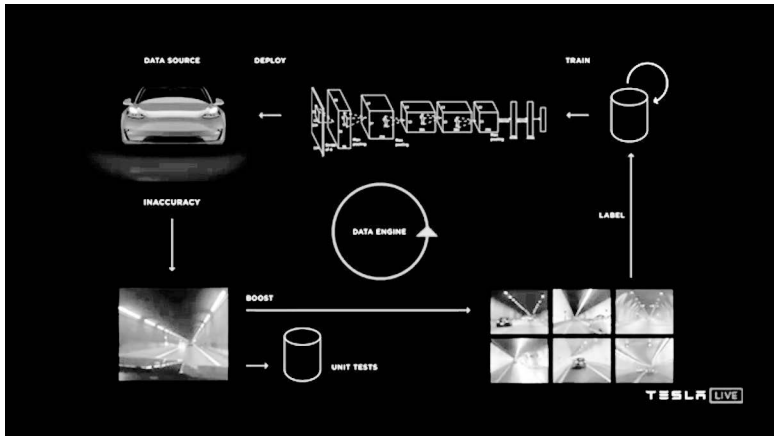 DATA SOURCE
DEPLOY
TRAIN
INACCURACY
DATA ENGINE
LABEL
BOOST
UNIT TESTS
TESLA LIVE